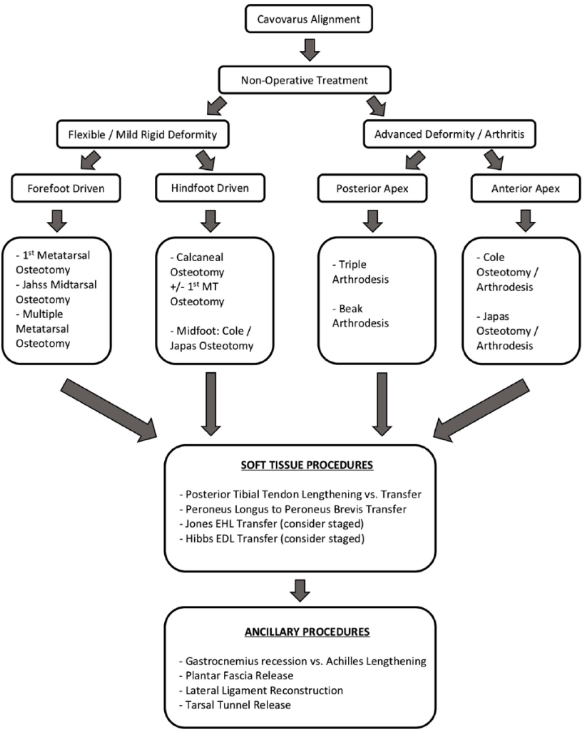 Cavovarus Alignment
Non-Operative Treatment
Flexible / Mild Rigid Deformity
Advanced Deformity / Arthritis
Forefoot Driven
Hindfoot Driven
Posterior Apex
Anterior Apex
- 1st Metatarsal
Osteotomy
- Jahss Midtarsal
Osteotomy
- Multiple
Metatarsal
Osteotomy
- Calcaneal
Osteotomy
+/- 1st MT
Osteotomy
- Midfoot: Cole /
Japas Osteotomy
- Triple
Arthrodesis
- Beak
Arthrodesis
- Cole
Osteotomy /
Arthrodesis
- Japas
Osteotomy /
Arthrodesis
SOFT TISSUE PROCEDURES
- Posterior Tibial Tendon Lengthening vs. Transfer
- Peroneus Longus to Peroneus Brevis Transfer
- Jones EHL Transfer (consider staged)
- Hibbs EDL Transfer (consider staged)
ANCILLARY PROCEDURES
- Gastrocnemius recession vs. Achilles Lengthening
- Plantar Fascia Release
- Lateral Ligament Reconstruction
- Tarsal Tunnel Release